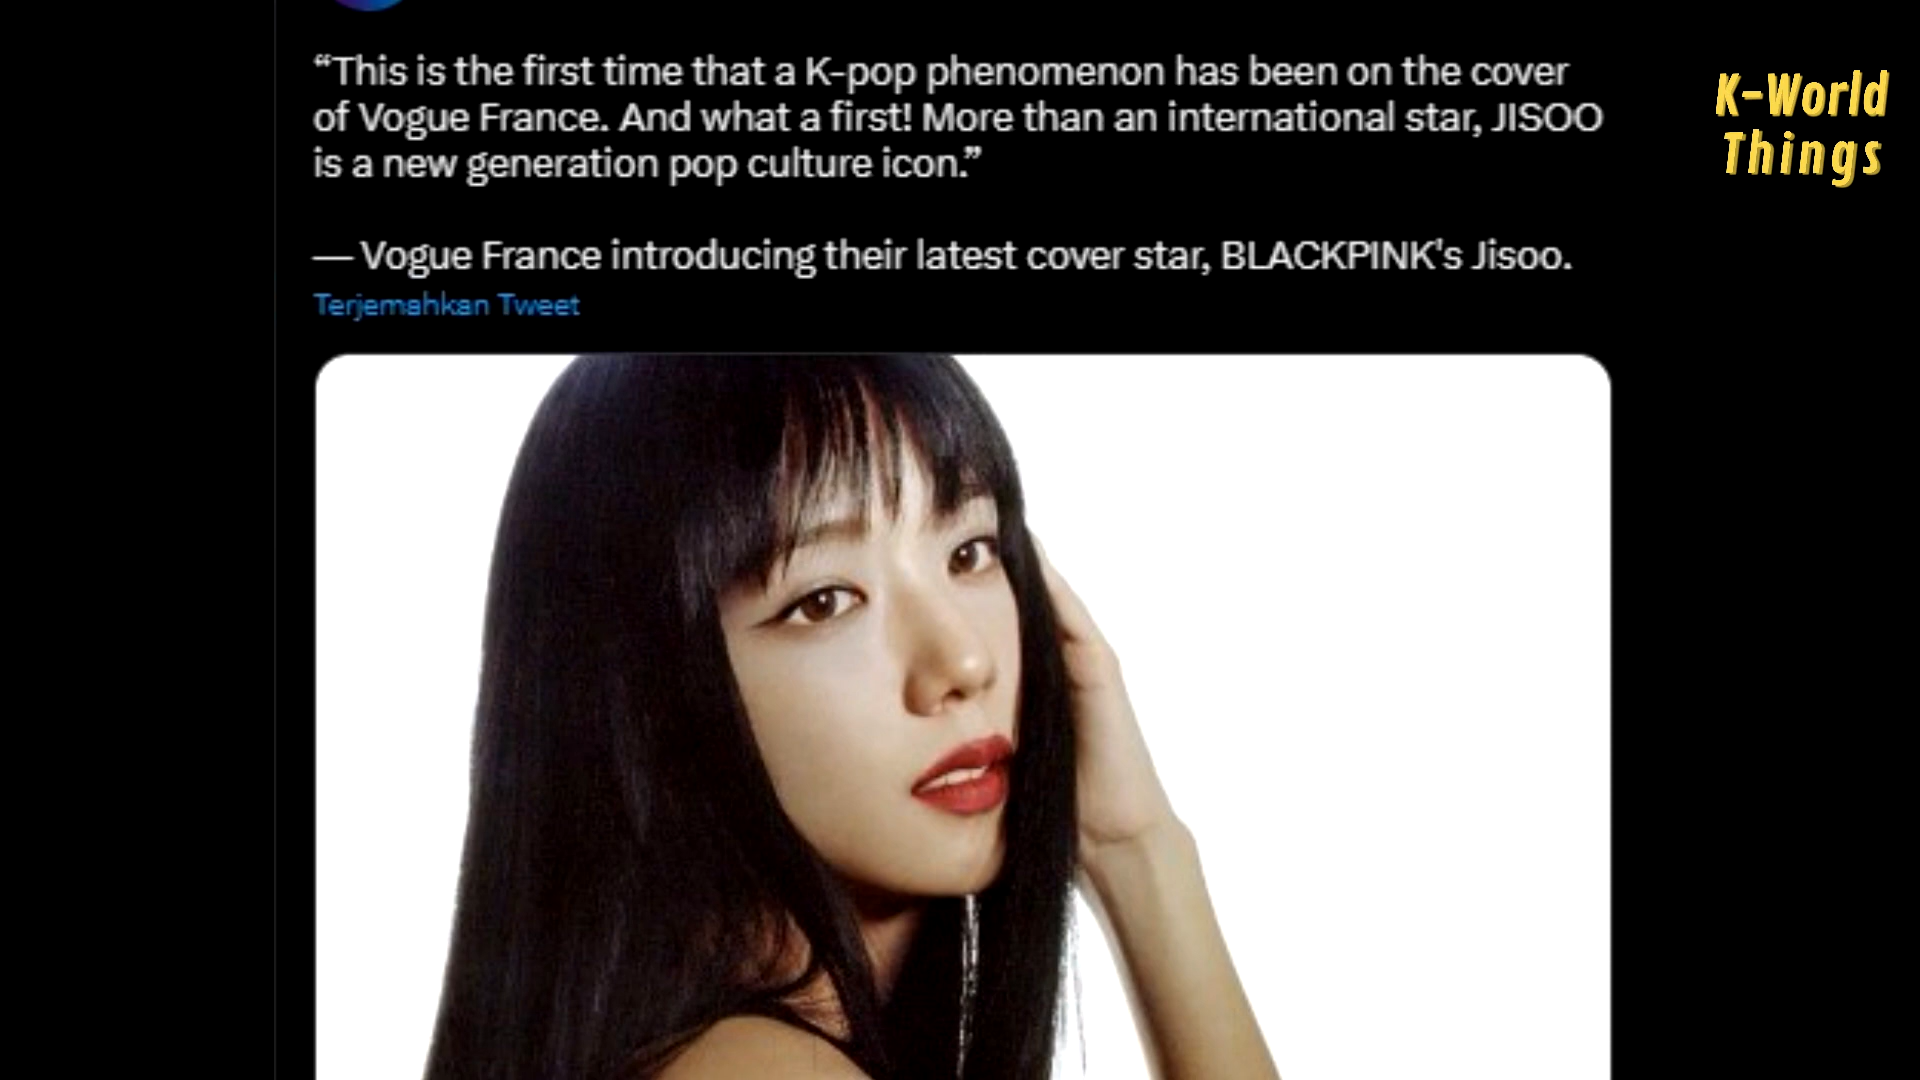 “This is the first time that a K-pop phenomenon has been on the cover
of Vogue France. And what a first! More than an international star, JISOO
is a new generation pop culture icon.”
— Vogue France introducing their latest cover star, BLACKPINK's Jisoo.
Terjemahkan Tweet
K-World
Things